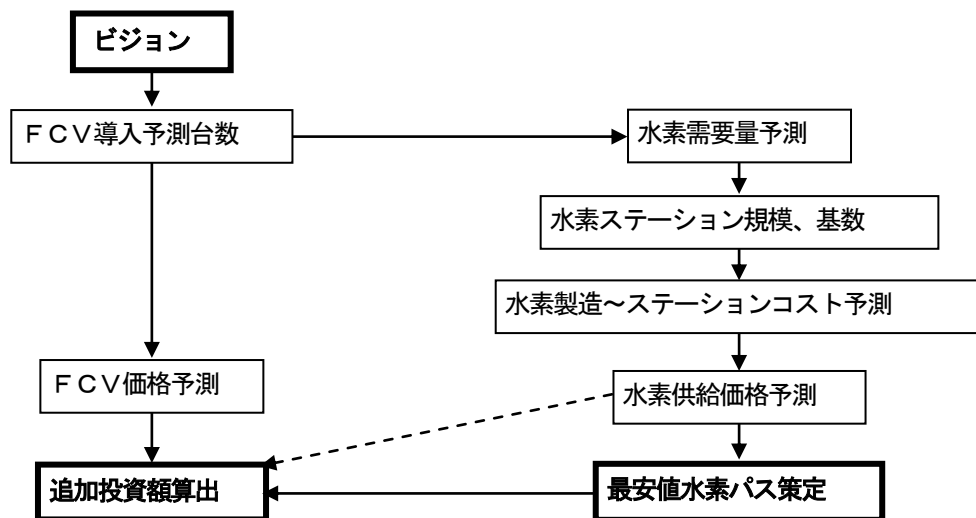 ビジョン
ＦＣＶ導入予測台数
水素需要量予測
水素ステーション規模、基数
水素製造～ステーションコスト予測
ＦＣＶ価格予測
水素供給価格予測
追加投資額算出
最安値水素パス策定